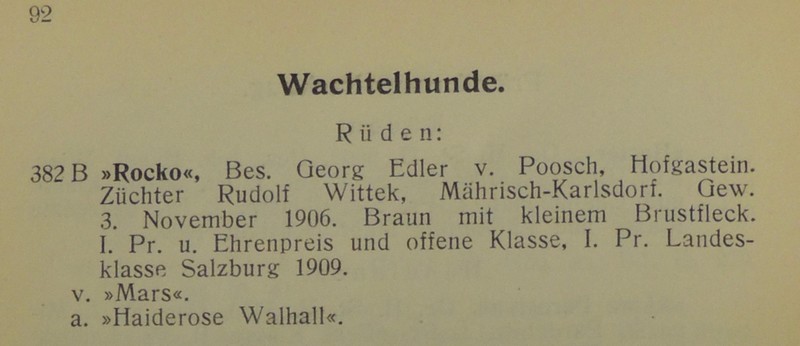 92
Wachtelhunde.
Rüden:
382 B »Rocko«, Bes. Georg Edler v. Poosch, Hofgastein.
Züchter Rudolf Wittek, Mährisch-Karlsdorf. Gew.
3. November 1906. Braun mit kleinem Brustfleck.
I. Pr. u. Ehrenpreis und offene Klasse, I. Pr. Landes-
klasse Salzburg 1909.
v. »Mars«.
a. »Haiderose Walhall«.